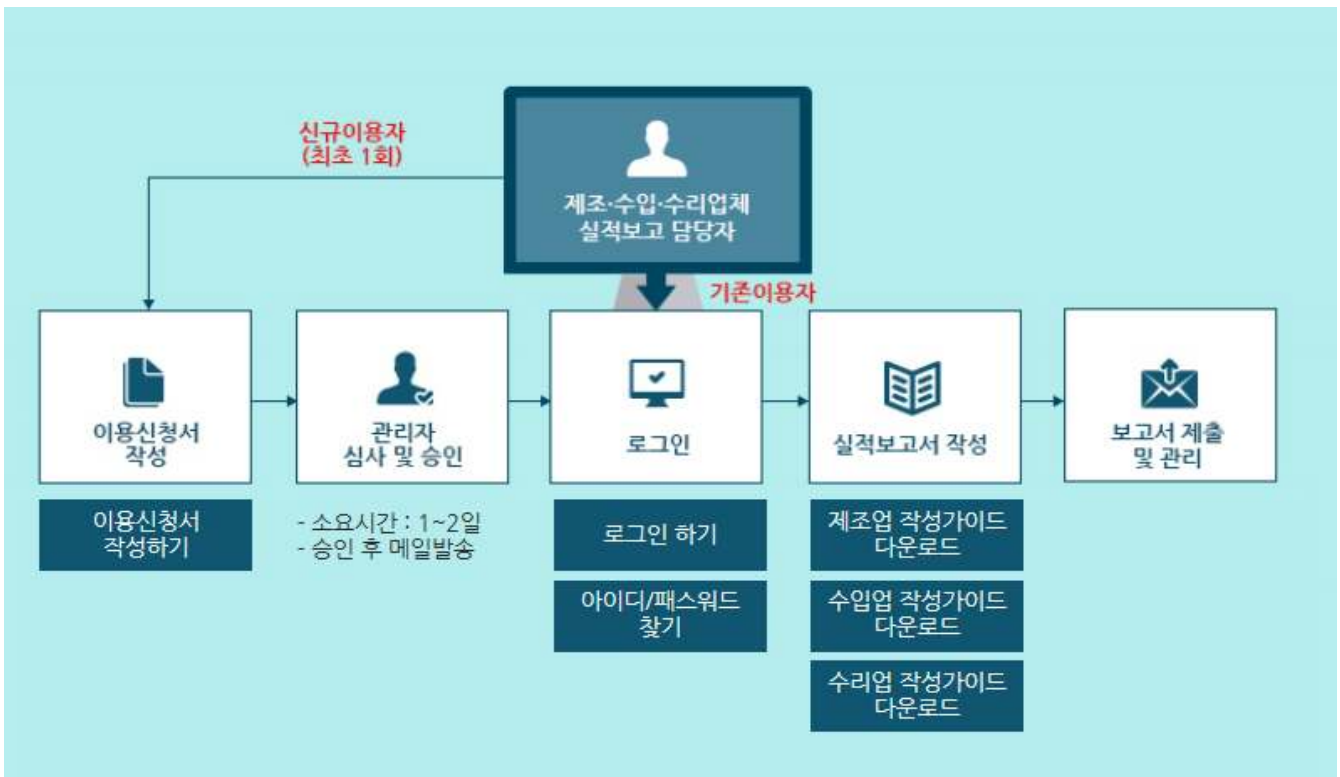 신규이용자
(최초 1회)
제조·수입·수리업체
실적보고 담당자
기존이용자
이용신청서
작성
관리자
심사 및 승인
로그인
실적보고서 작성
보고서 제출
및 관리
이용신청서
작성하기
- 소요시간 : 1~2일
- 승인 후 메일발송
로그인 하기
아이디/패스워드
찾기
제조업 작성가이드
다운로드
수입업 작성가이드
다운로드
수리업 작성가이드
다운로드